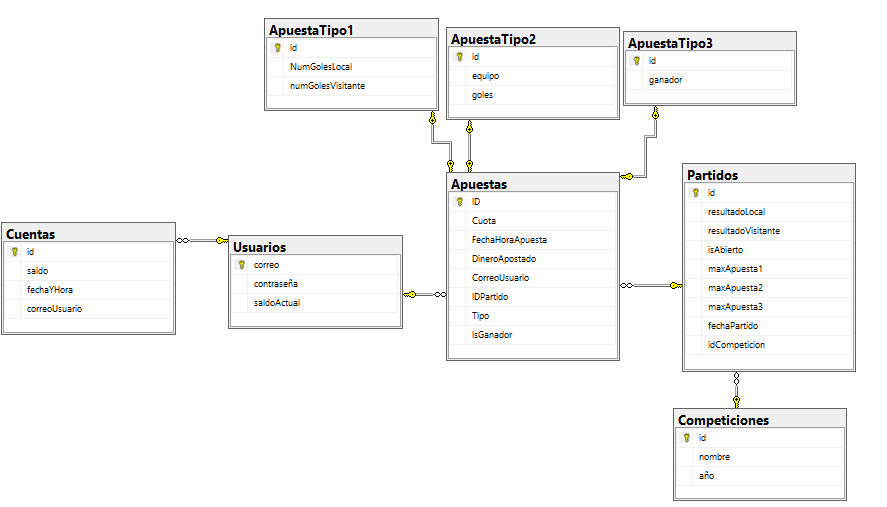 ApuestaTipo1
id
NumGolesLocal
numGolesVisitante
ApuestaTipo2
id
equipo
goles
ApuestaTipo3
id
ganador
Apuestas
ID
Cuota
FechaHoraApuesta
DineroApostado
CorreoUsuario
IDPartido
Tipo
IsGanador
Partidos
id
resultadoLocal
resultadoVisitante
isAbierto
maxApuesta1
maxApuesta2
maxApuesta3
fechaPartido
idCompeticion
Cuentas
id
saldo
fechaYHora
correoUsuario
Usuarios
correo
contraseña
saldoActual
Competiciones
id
nombre
año